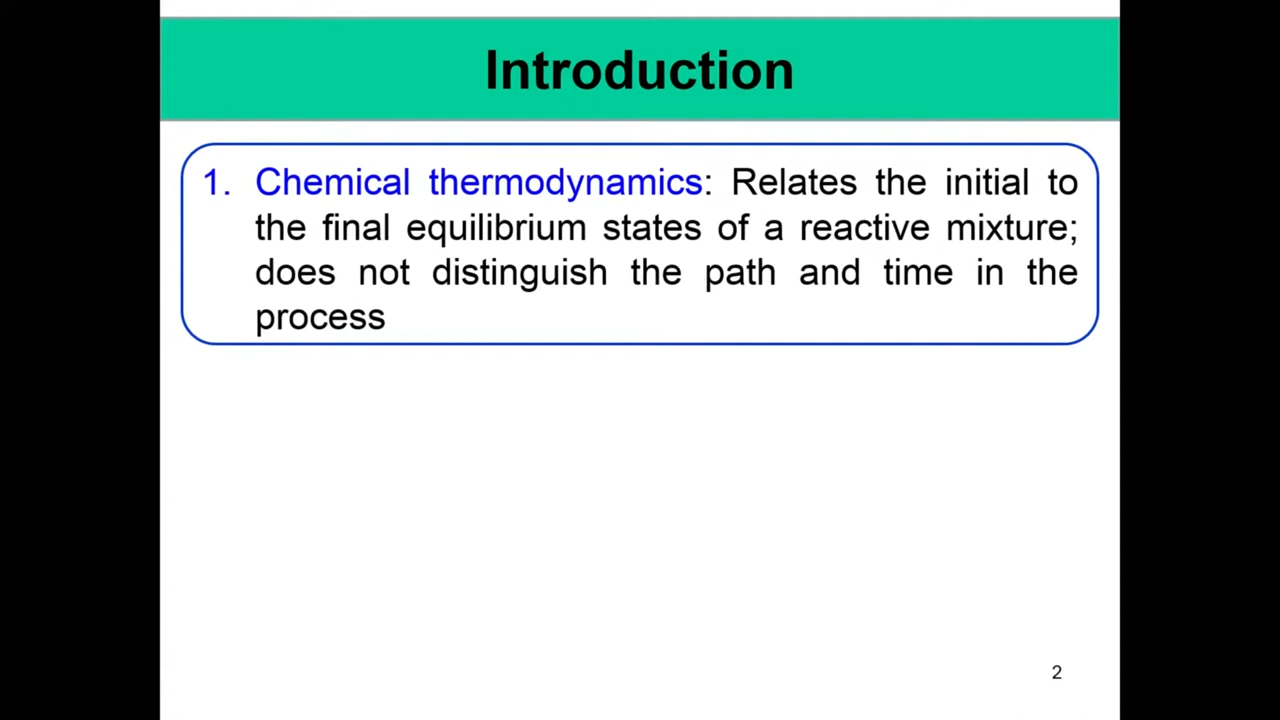 Introduction
1. Chemical thermodynamics: Relates the initial to
the final equilibrium states of a reactive mixture;
does not distinguish the path and time in the
process
2